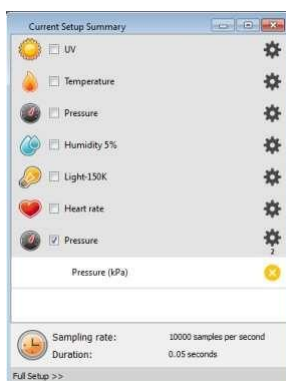 Current Setup Summary
UV
Temperature
Pressure
Humidity 5%
Light-150K
Heart rate
Pressure
2
Pressure (kPa)
Sampling rate: 10000 samples per second
Duration: 0.05 seconds
Full Setup >>